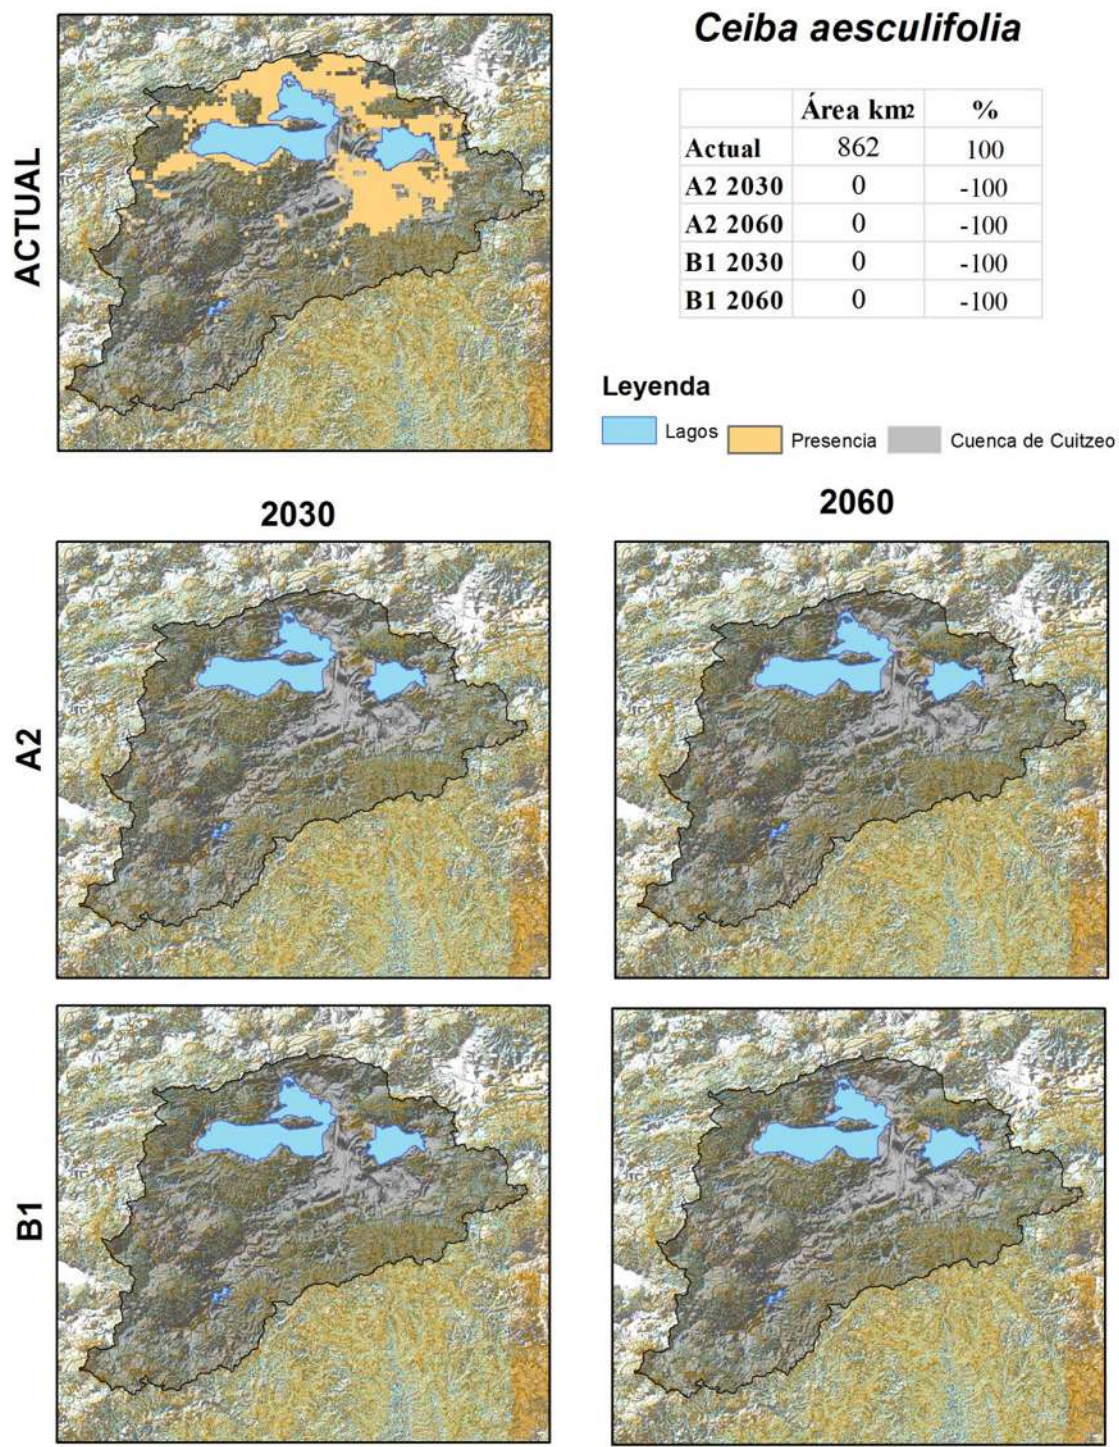 Ceiba aesculifolia
Área km2 %
Actual 862 100
A2 2030 0 -100
A2 2060 0 -100
B1 2030 0 -100
B1 2060 0 -100
ACTUAL
Leyenda
Lagos Presencia Cuenca de Cuitzeo
2030 2060
A2
B1